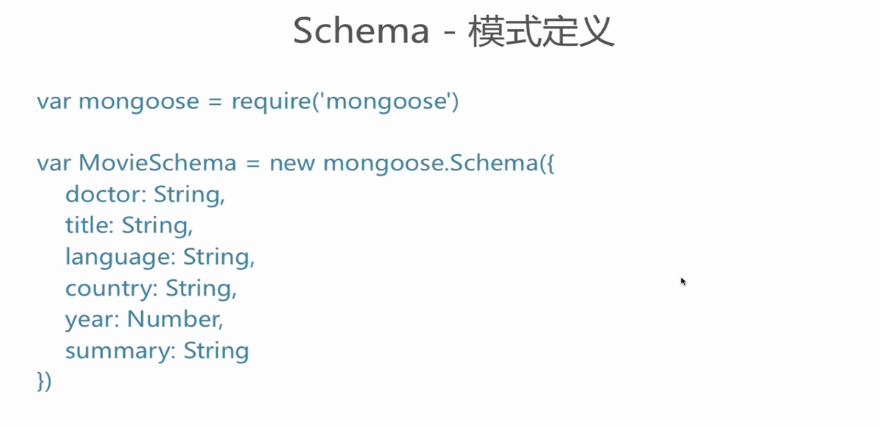 Schema - 模式定义
var mongoose = require('mongoose')
var MovieSchema = new mongoose.Schema({
doctor: String,
title: String,
language: String,
country: String,
year: Number,
summary: String
})